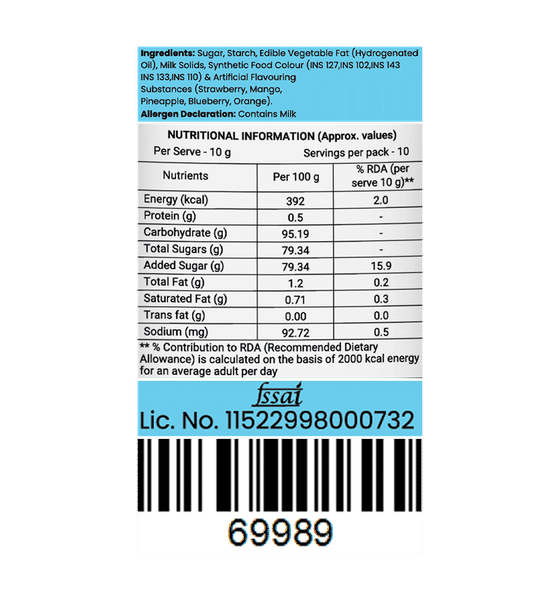 Ingredients: Sugar, Starch, Edible Vegetable Fat (Hydrogenated
Oil), Milk Solids, Synthetic Food Colour (INS 127,INS 102,INS 143
INS 133,INS 110) & Artificial Flavouring
Substances (Strawberry, Mango,
Pineapple, Blueberry, Orange).
Allergen Declaration: Contains Milk
NUTRITIONAL INFORMATION (Approx. values)
Per Serve - 10 g Servings per pack - 10
Nutrients Per 100 g % RDA (per
serve 10 g)**
Energy (kcal) 392 2.0
Protein (g) 0.5 -
Carbohydrate (g) 95.19 -
Total Sugars (g) 79.34 -
Added Sugar (g) 79.34 15.9
Total Fat (g) 1.2 0.2
Saturated Fat (g) 0.71 0.3
Trans fat (g) 0.00 0.0
Sodium (mg) 92.72 0.5
** % Contribution to RDA (Recommended Dietary
Allowance) is calculated on the basis of 2000 kcal energy
for an average adult per day
fssai
Lic. No. 11522998000732
69989